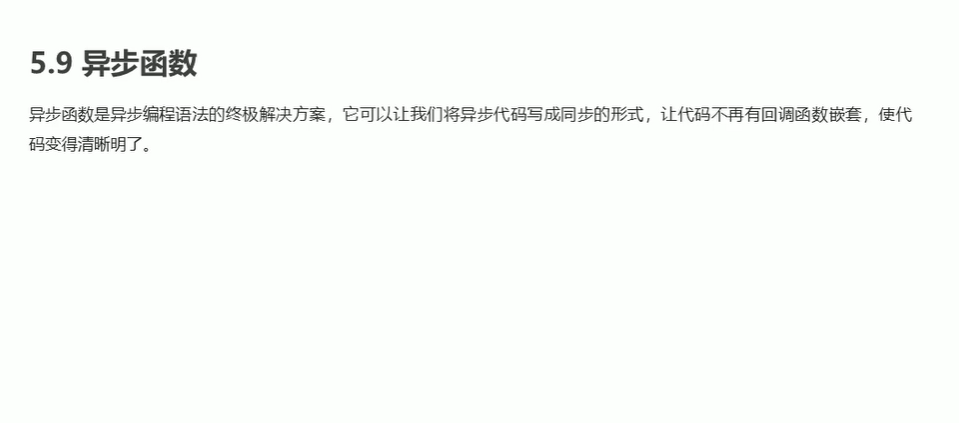 5.9 异步函数
异步函数是异步编程语法的终极解决方案，它可以让我们将异步代码写成同步的形式，让代码不再有回调函数嵌套，使代
码变得清晰明了。